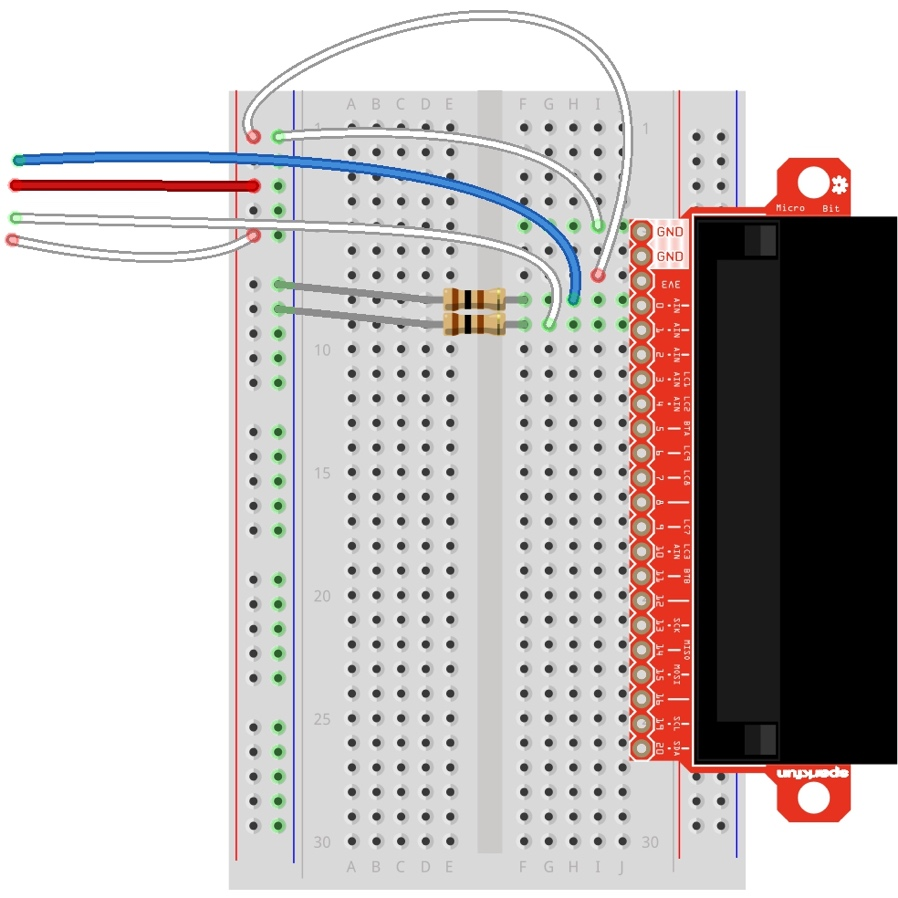 A B C D E F G H I J
1 1
Micro Bit
GND
GND
3V3
0 AIN
1 AIN
2 AIN
3 AIN LC1
4 AIN LC2
5 BTA
6 LC9
7 LC8
8
9 LC7
10 AIN LC3
11 BTB
12
13 SCK
14 MISO
15 MOSI
16
19 SCL
20 SDA
10
15
20
25
sparkfun
30 30
A B C D E F G H I J